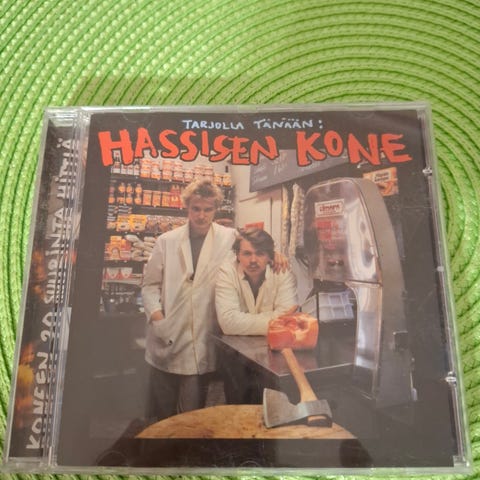 TARJOLLA TÄNÄÄN:
HASSISEN KONE
KONEEN 20 SUURINTA HITTIÄ